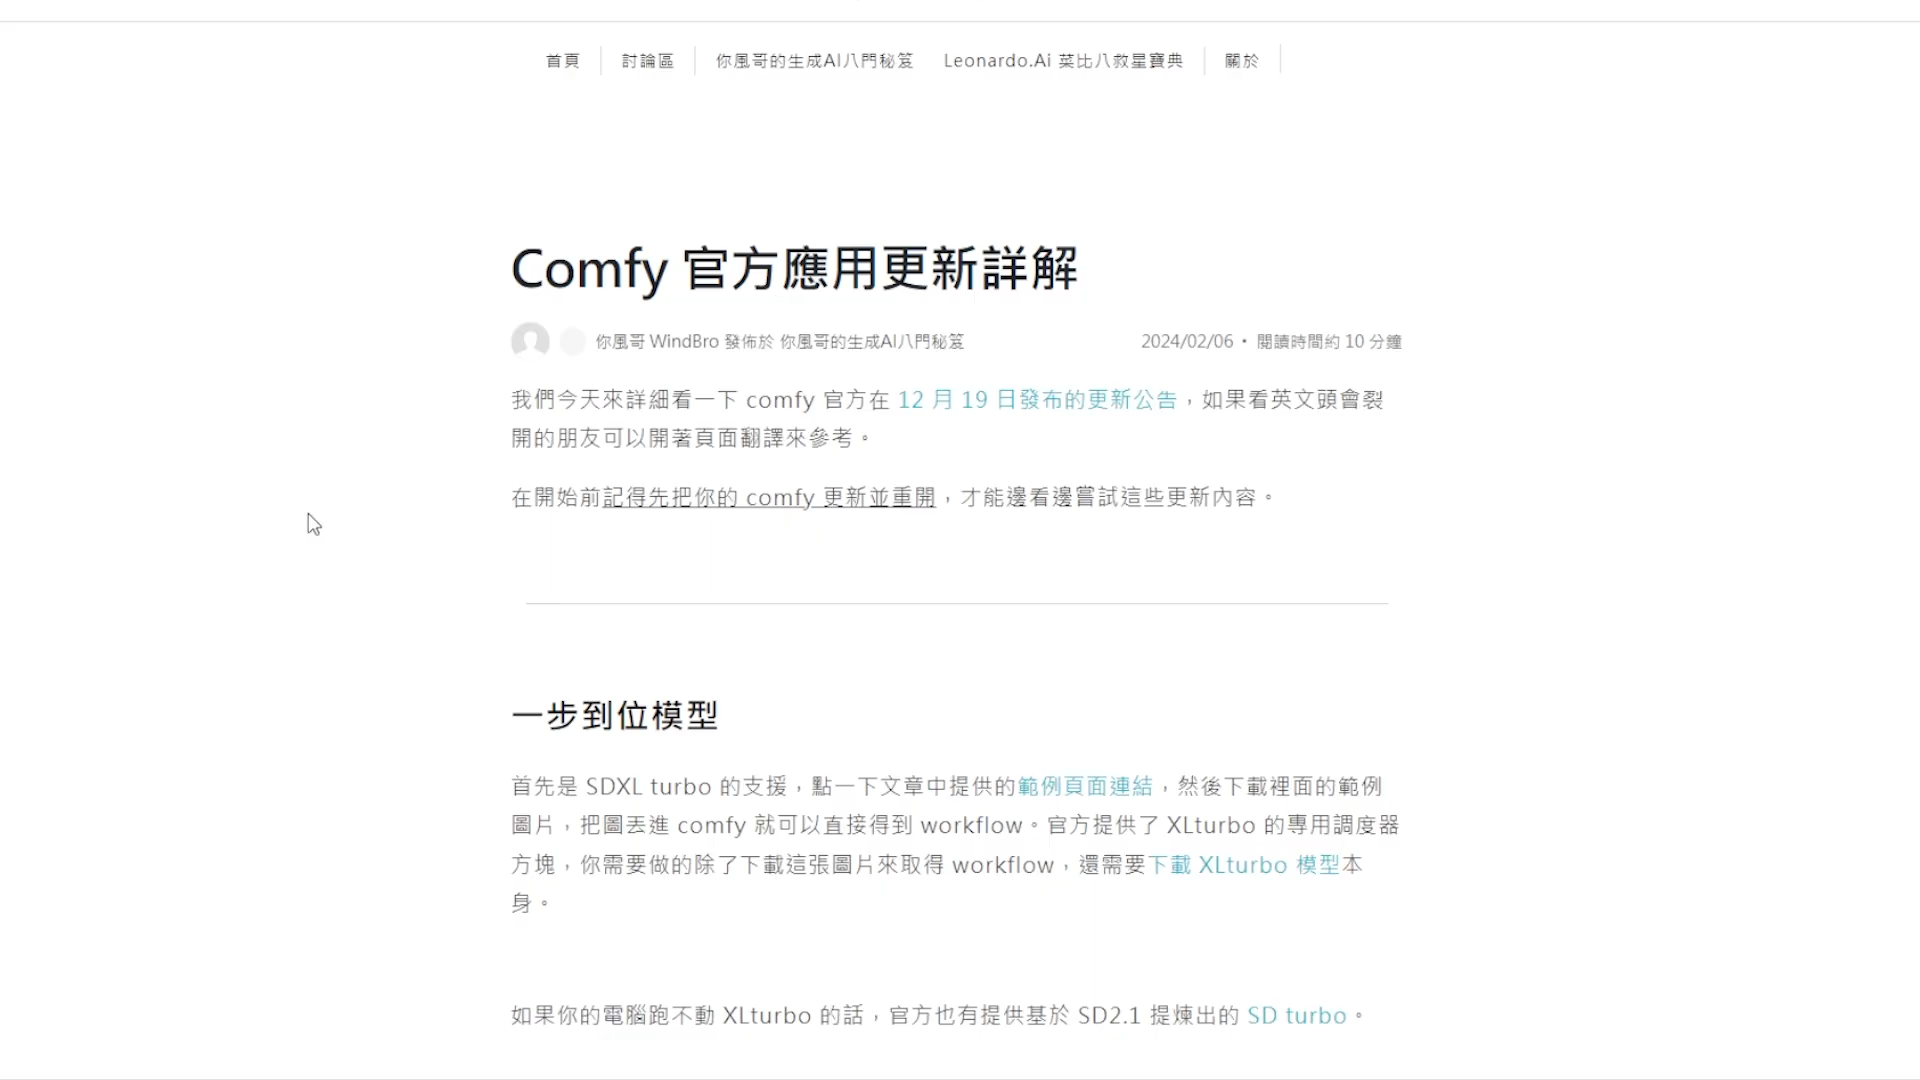 首頁 討論區 你風哥的生成AI八門秘笈 Leonardo.Ai 菜比八救星寶典 關於
Comfy 官方應用更新詳解
你風哥 WindBro 發佈於 你風哥的生成AI八門秘笈 2024/02/06・閱讀時間約 10 分鐘
我們今天來詳細看一下 comfy 官方在 12 月 19 日發布的更新公告，如果看英文頭會裂
開的朋友可以開著頁面翻譯來參考。
在開始前記得先把你的 comfy 更新並重開，才能邊看邊嘗試這些更新內容。
一步到位模型
首先是 SDXL turbo 的支援，點一下文章中提供的範例頁面連結，然後下載裡面的範例
圖片，把圖丟進 comfy 就可以直接得到 workflow。官方提供了 XLturbo 的專用調度器
方塊，你需要做的除了下載這張圖片來取得 workflow，還需要下載 XLturbo 模型本
身。
如果你的電腦跑不動 XLturbo 的話，官方也有提供基於 SD2.1 提煉出的 SD turbo。